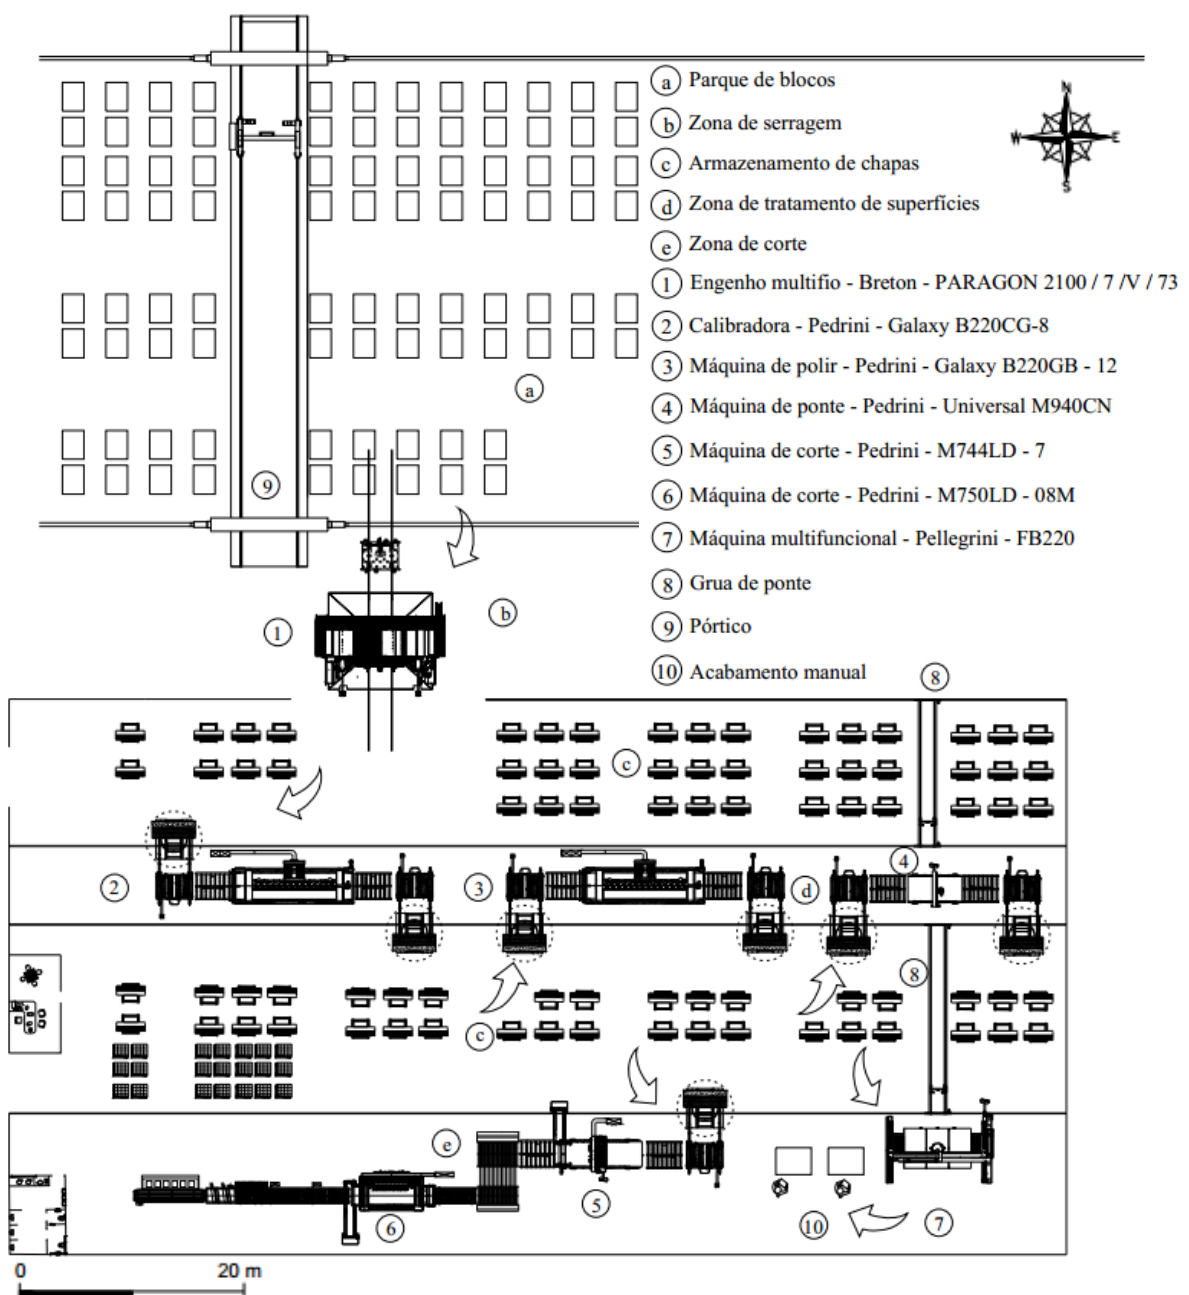 a Parque de blocos
b Zona de serragem
c Armazenamento de chapas
d Zona de tratamento de superfícies
e Zona de corte
1 Engenho multifio - Breton - PARAGON 2100 / 7 /V / 73
2 Calibradora - Pedrini - Galaxy B220CG-8
3 Máquina de polir - Pedrini - Galaxy B220GB - 12
4 Máquina de ponte - Pedrini - Universal M940CN
5 Máquina de corte - Pedrini - M744LD - 7
6 Máquina de corte - Pedrini - M750LD - 08M
7 Máquina multifuncional - Pellegrini - FB220
8 Grua de ponte
9 Pórtico
10 Acabamento manual
N
W E
S
a
9
b
1
8
c
4
2
3
d
8
c
e
5
6
10
7
0 20 m